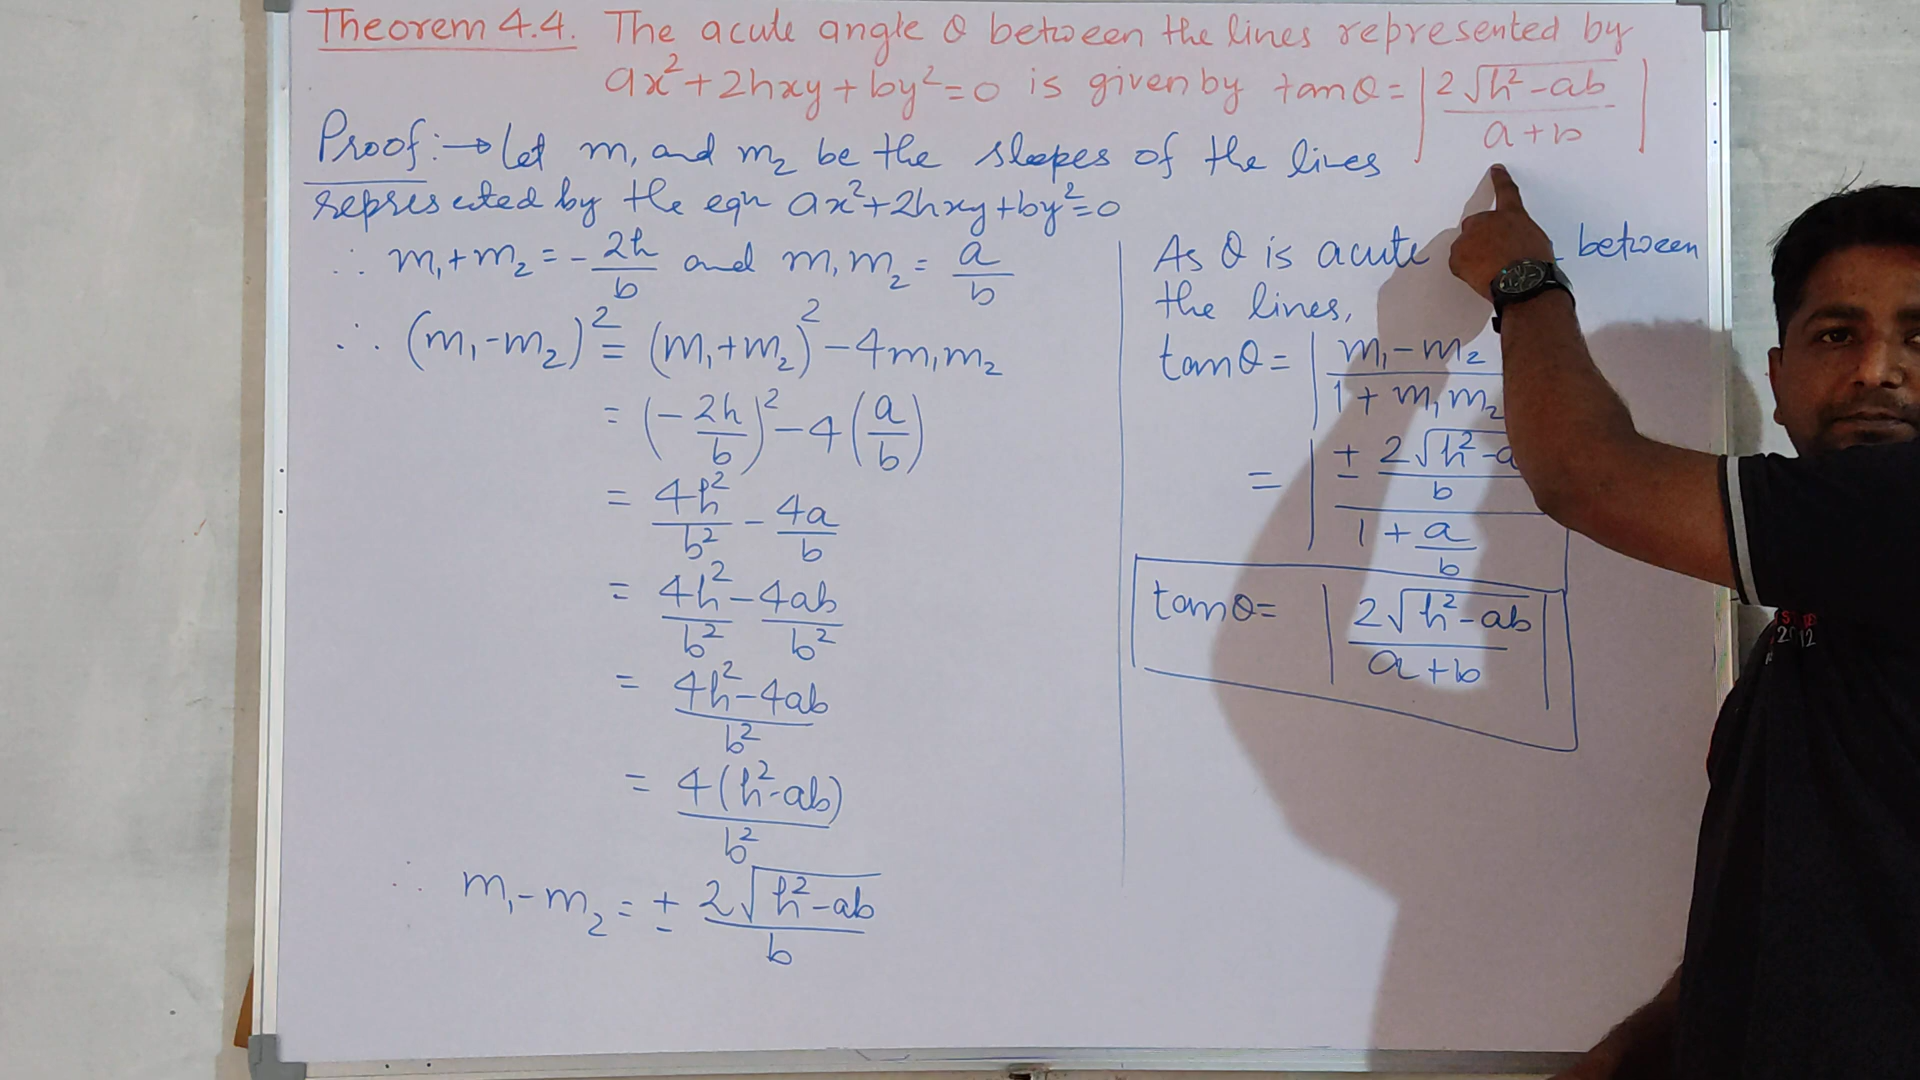 Theorem 4.4. The acute angle θ between the lines represented by
ax²+2hxy+by²=0 is given by tanθ=|2√(h²-ab)/(a+b)|
Proof:→ Let m₁ and m₂ be the slopes of the lines
represented by the eqn ax²+2hxy+by²=0
∴ m₁+m₂=-2h/b and m₁m₂=a/b
∴ (m₁-m₂)²=(m₁+m₂)²-4m₁m₂
=(-2h/b)²-4(a/b)
=4h²/b²-4a/b
=4h²/b²-4ab/b²
=(4h²-4ab)/b²
=4(h²-ab)/b²
∴ m₁-m₂=±2√(h²-ab)/b
As θ is acute between
the lines,
tanθ=|(m₁-m₂)/(1+m₁m₂)
=|(±2√(h²-a/b)/(1+a/b)
tanθ=|2√(h²-ab)/(a+b)|